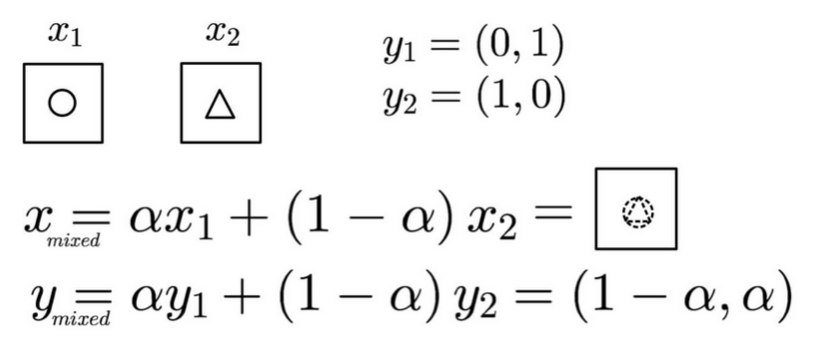 x₁ x₂
y₁ = (0, 1)
y₂ = (1, 0)
x_mixed = αx₁ + (1 − α) x₂ =
y_mixed = αy₁ + (1 − α) y₂ = (1 − α, α)